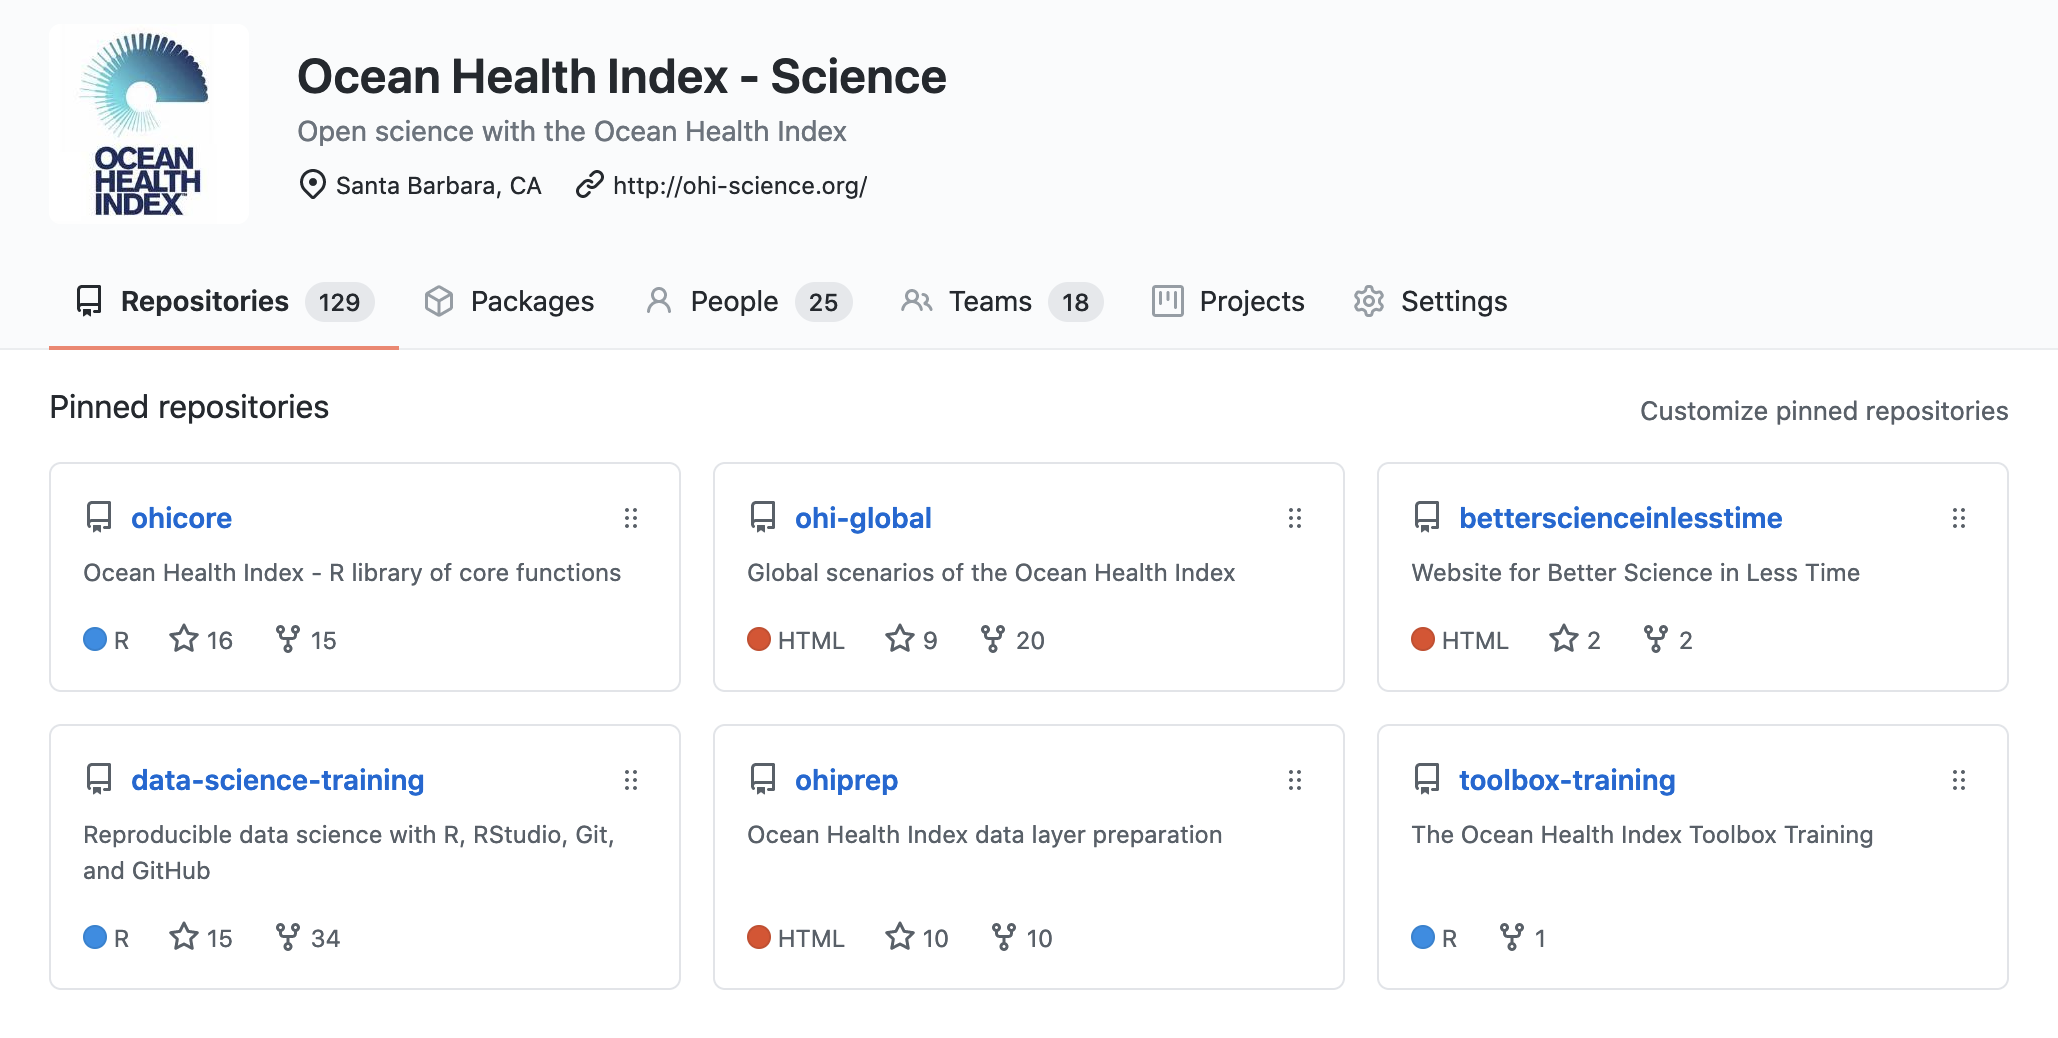 OCEAN
HEALTH
INDEX™
Ocean Health Index - Science
Open science with the Ocean Health Index
Santa Barbara, CA http://ohi-science.org/
Repositories 129 Packages People 25 Teams 18 Projects Settings
Pinned repositories
Customize pinned repositories
ohicore
Ocean Health Index - R library of core functions
R 16 15
ohi-global
Global scenarios of the Ocean Health Index
HTML 9 20
betterscienceinlesstime
Website for Better Science in Less Time
HTML 2 2
data-science-training
Reproducible data science with R, RStudio, Git,
and GitHub
R 15 34
ohiprep
Ocean Health Index data layer preparation
HTML 10 10
toolbox-training
The Ocean Health Index Toolbox Training
R 1